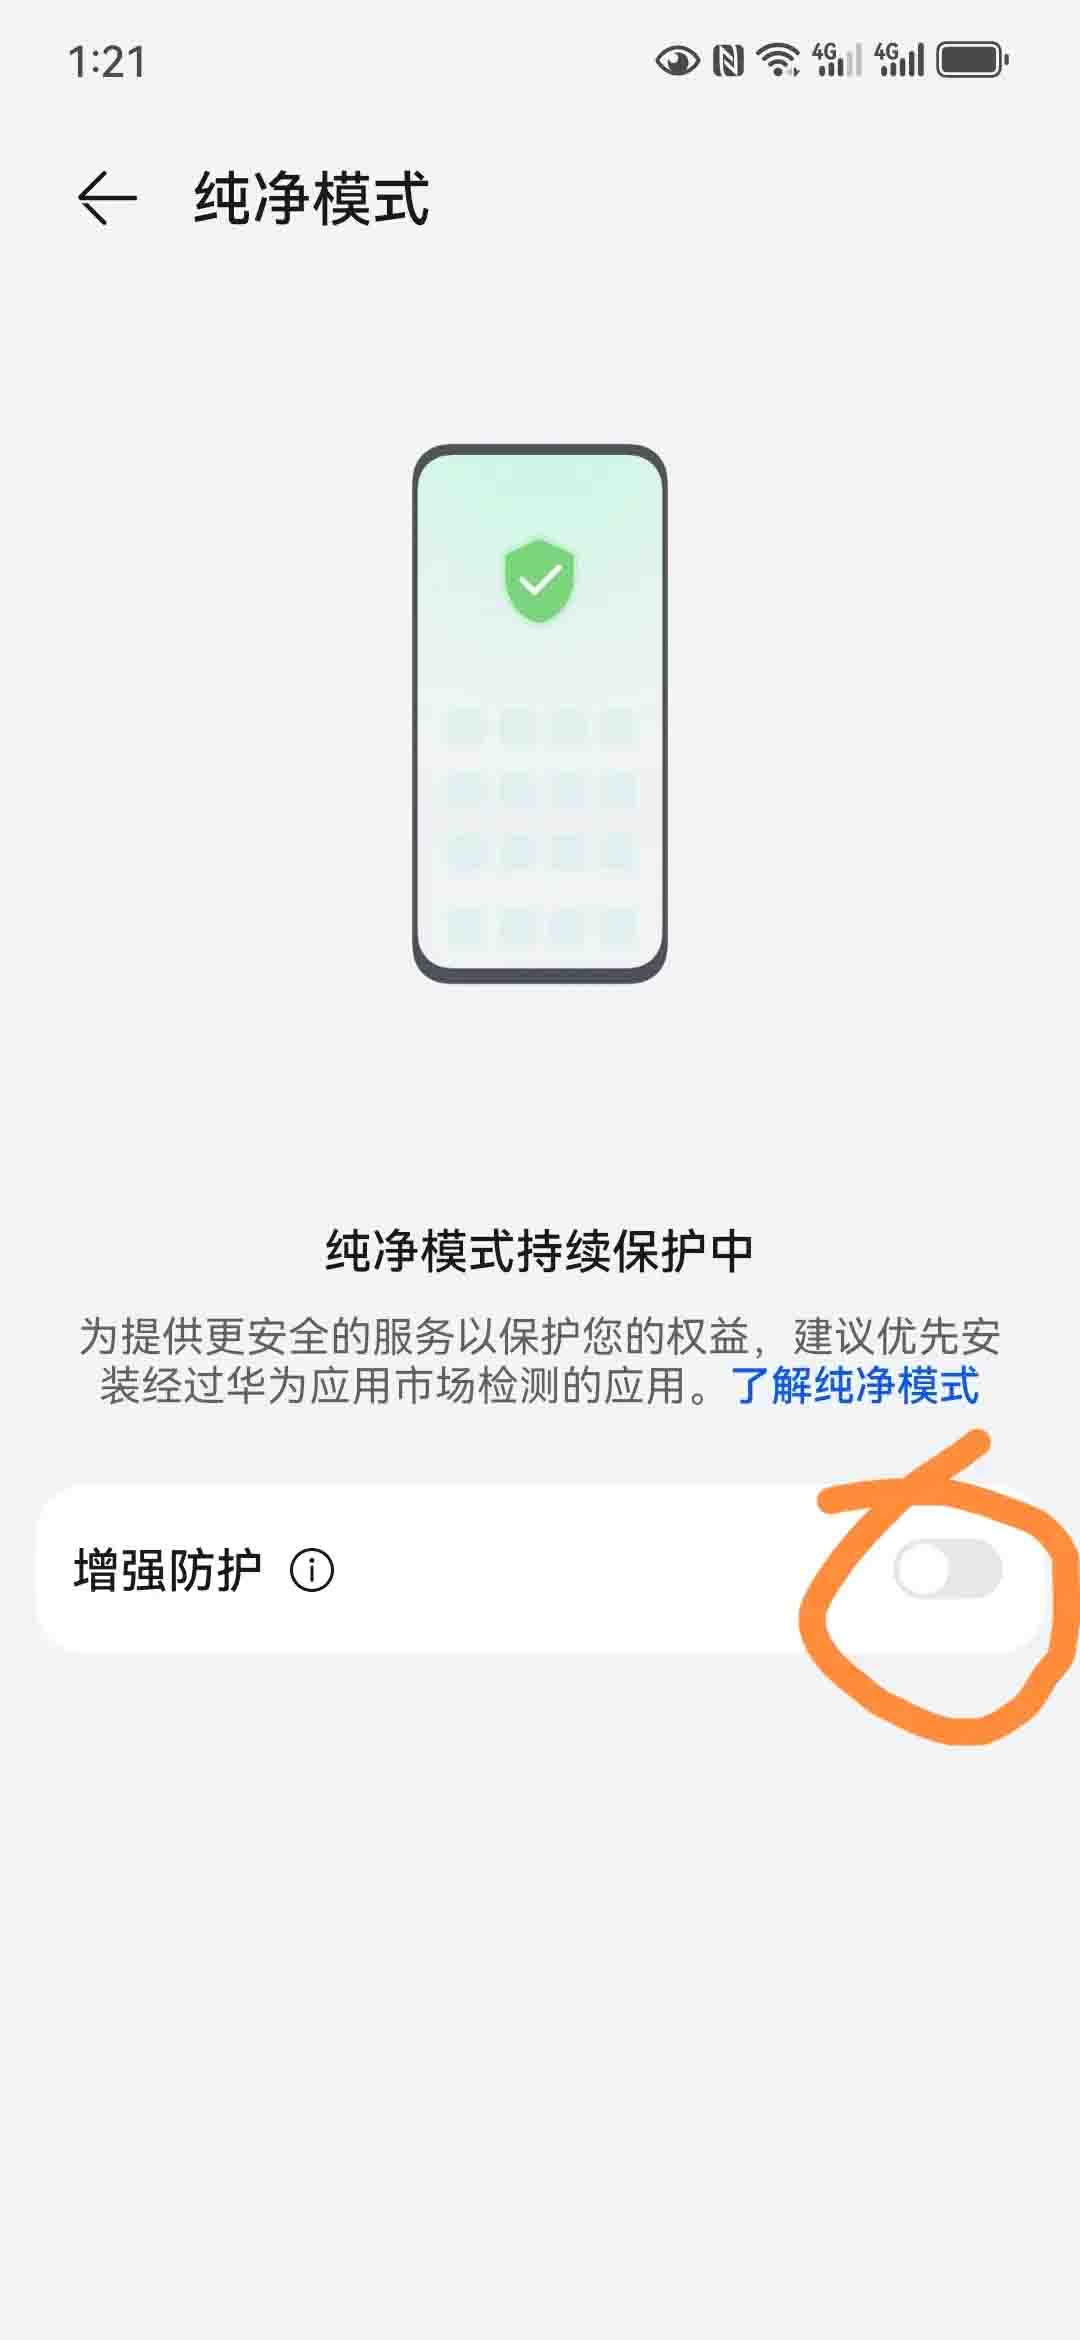 1:21
4G 4G
纯净模式
纯净模式持续保护中
为提供更安全的服务以保护您的权益，建议优先安
装经过华为应用市场检测的应用。了解纯净模式
增强防护